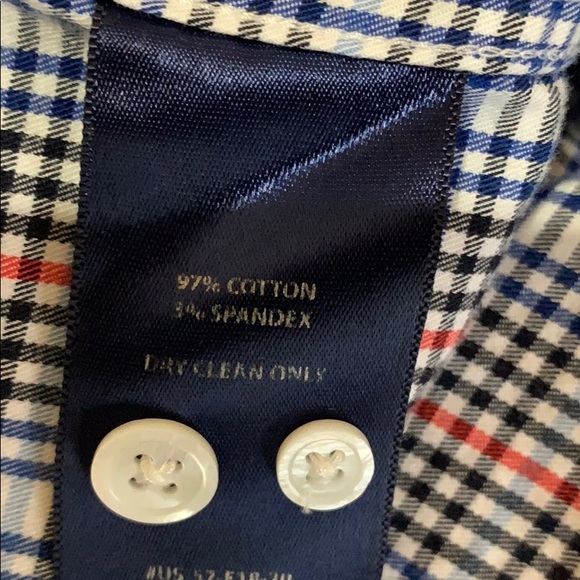 97% COTTON
3% SPANDEX
DRY CLEAN ONLY